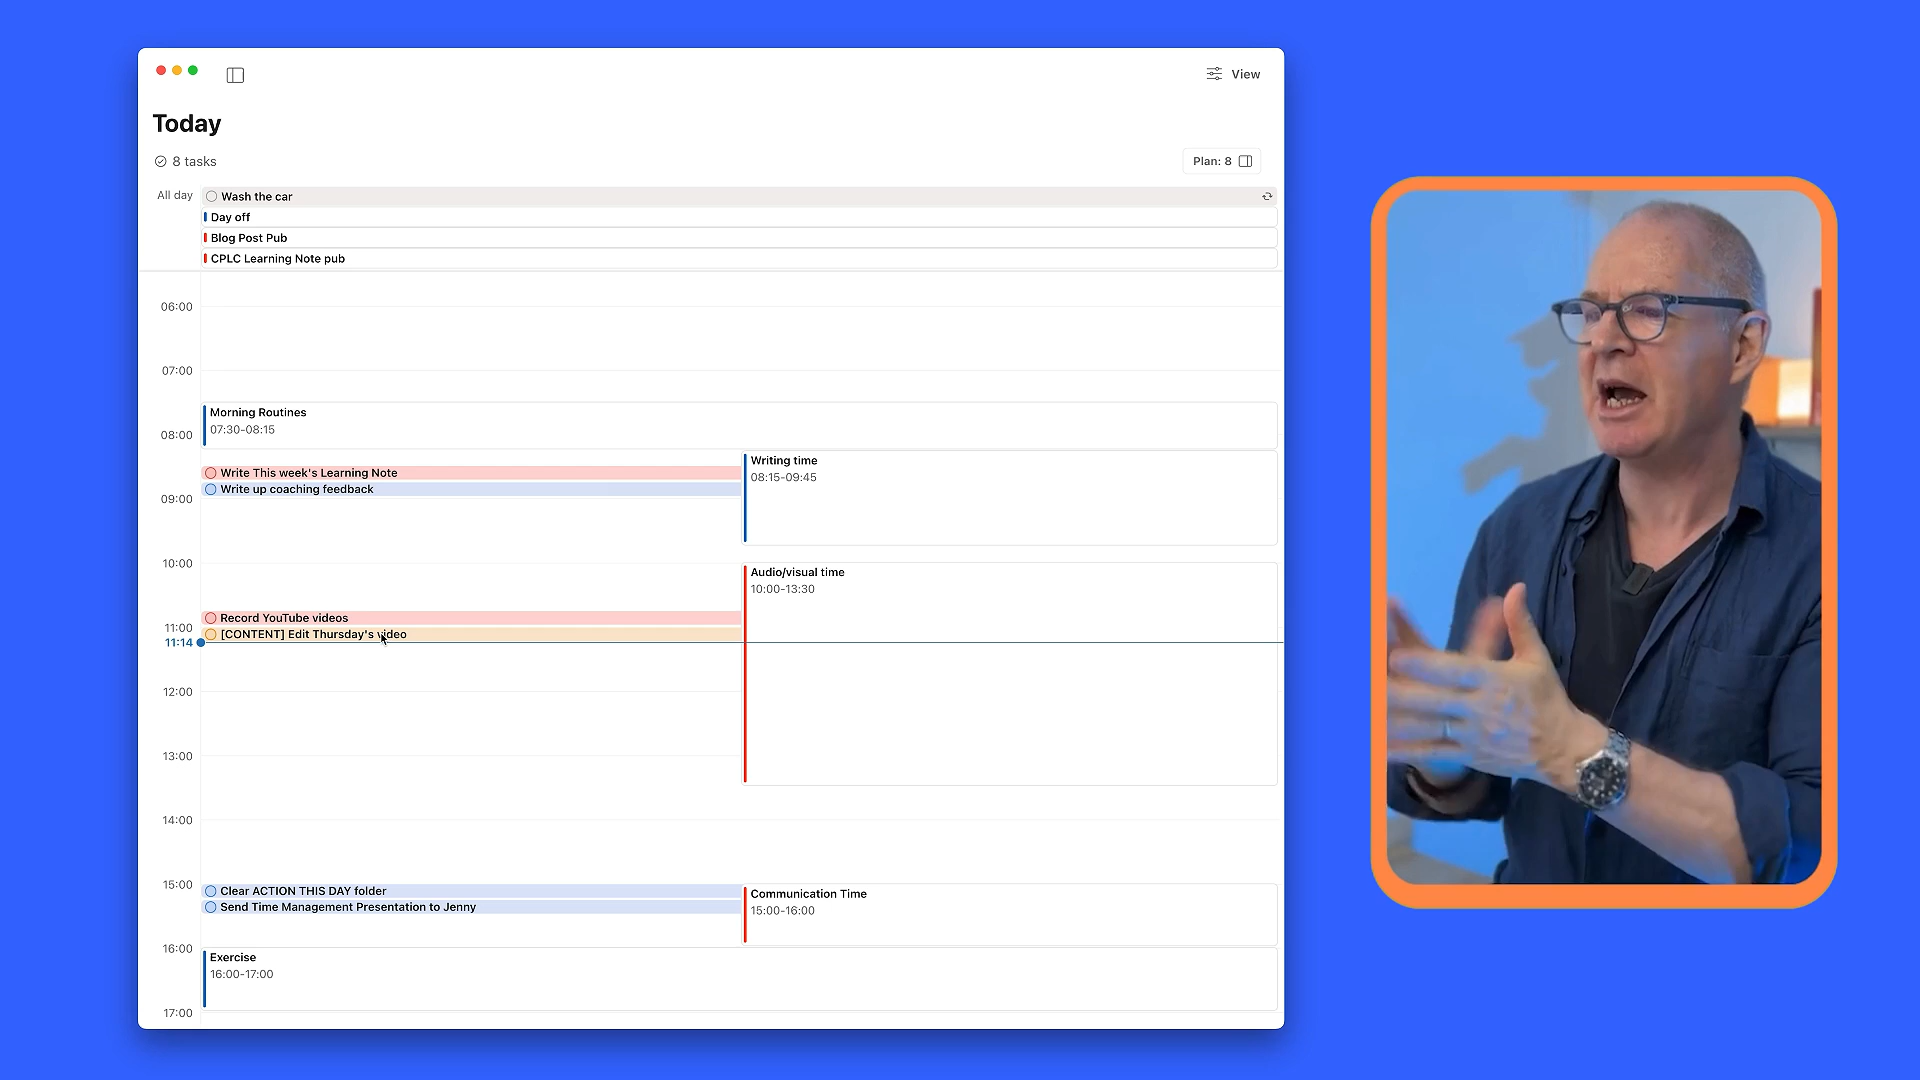 View
Today
8 tasks
Plan: 8
All day
Wash the car
Day off
Blog Post Pub
CPLC Learning Note pub
06:00
07:00
Morning Routines
07:30-08:15
08:00
Writing time
08:15-09:45
Write This week's Learning Note
Write up coaching feedback
09:00
10:00
Audio/visual time
10:00-13:30
Record YouTube videos
11:00
[CONTENT] Edit Thursday's video
11:14
12:00
13:00
14:00
15:00
Clear ACTION THIS DAY folder
Send Time Management Presentation to Jenny
Communication Time
15:00-16:00
16:00
Exercise
16:00-17:00
17:00